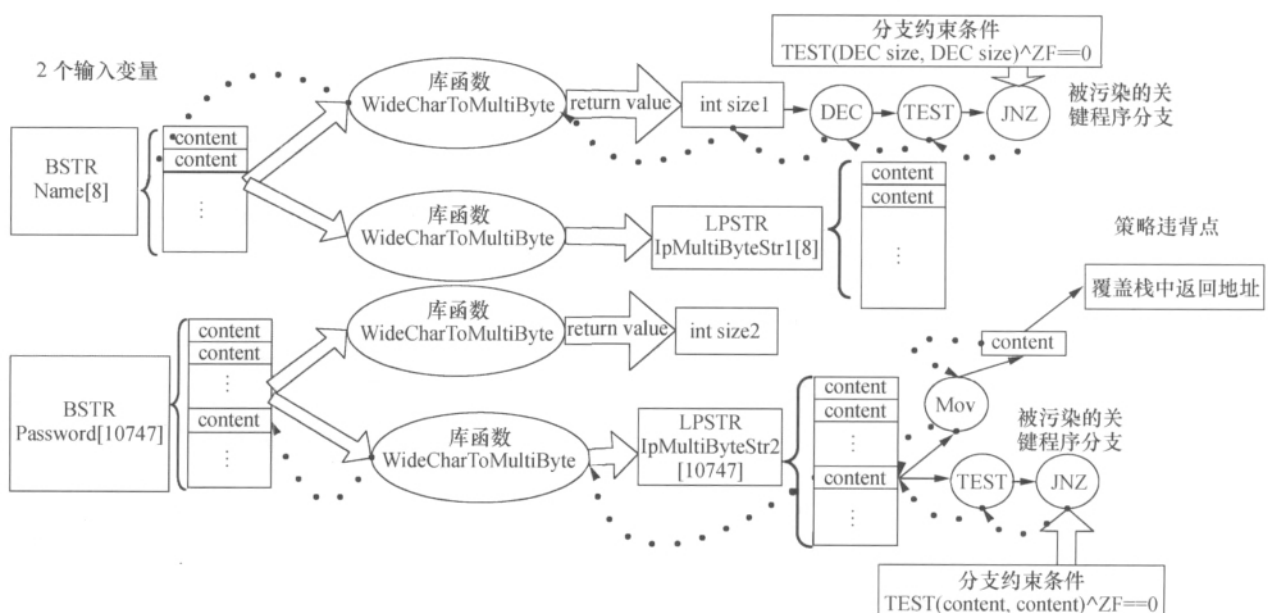 分支约束条件
TEST(DEC size, DEC size)^ZF==0
2个输入变量
库函数
WideCharToMultiByte
return value
int size1
DEC
TEST
JNZ
被污染的关
键程序分支
BSTR
Name[8]
content
content
⋮
库函数
WideCharToMultiByte
LPSTR
IpMultiByteStr1[8]
content
content
⋮
策略违背点
覆盖栈中返回地址
库函数
WideCharToMultiByte
return value
int size2
content
BSTR
Password[10747]
content
content
⋮
content
⋮
库函数
WideCharToMultiByte
LPSTR
IpMultiByteStr2
[10747]
content
content
⋮
content
⋮
Mov
被污染的关
键程序分支
TEST
JNZ
分支约束条件
TEST(content, content)^ZF==0